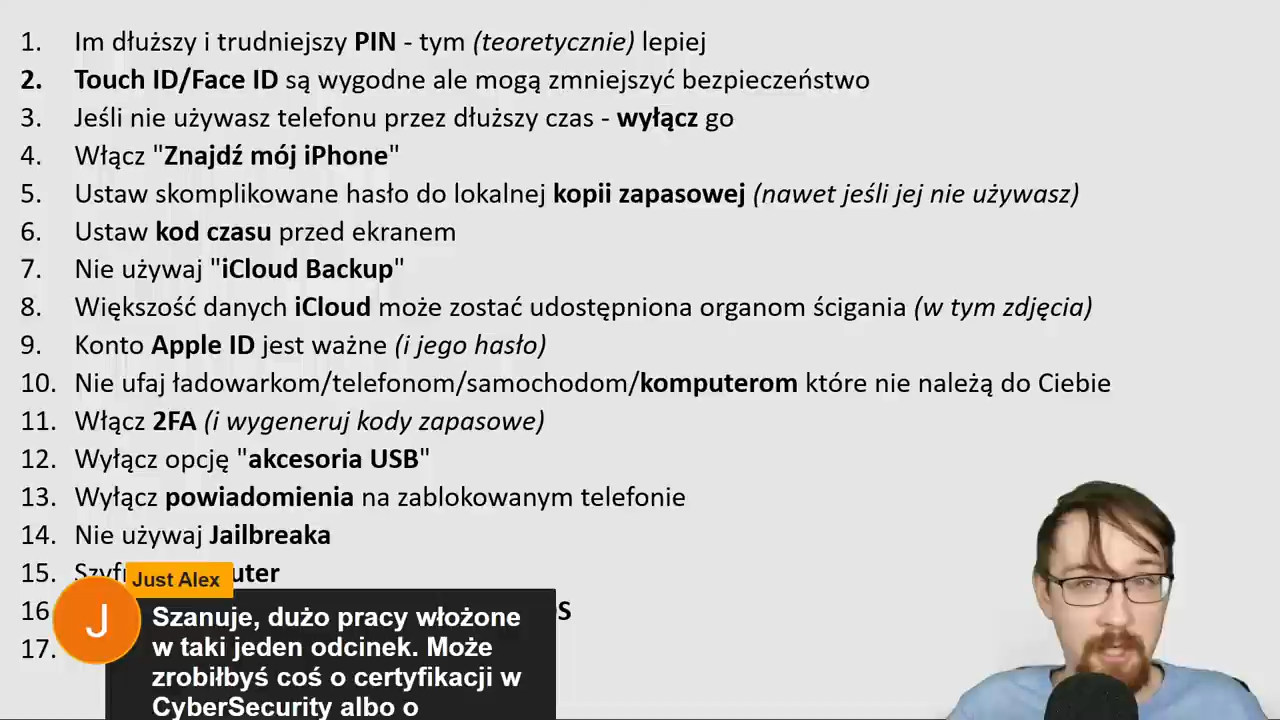 1. Im dłuższy i trudniejszy PIN - tym (teoretycznie) lepiej
2. Touch ID/Face ID są wygodne ale mogą zmniejszyć bezpieczeństwo
3. Jeśli nie używasz telefonu przez dłuższy czas - wyłącz go
4. Włącz "Znajdź mój iPhone"
5. Ustaw skomplikowane hasło do lokalnej kopii zapasowej (nawet jeśli jej nie używasz)
6. Ustaw kod czasu przed ekranem
7. Nie używaj "iCloud Backup"
8. Większość danych iCloud może zostać udostępniona organom ścigania (w tym zdjęcia)
9. Konto Apple ID jest ważne (i jego hasło)
10. Nie ufaj ładowarkom/telefonom/samochodom/komputerom które nie należą do Ciebie
11. Włącz 2FA (i wygeneruj kody zapasowe)
12. Wyłącz opcję "akcesoria USB"
13. Wyłącz powiadomienia na zablokowanym telefonie
14. Nie używaj Jailbreaka
15.
16
17.
Just Alex
J
Szanuje, dużo pracy włożone
w taki jeden odcinek. Może
zrobiłbyś coś o certyfikacji w
CyberSecurity albo o